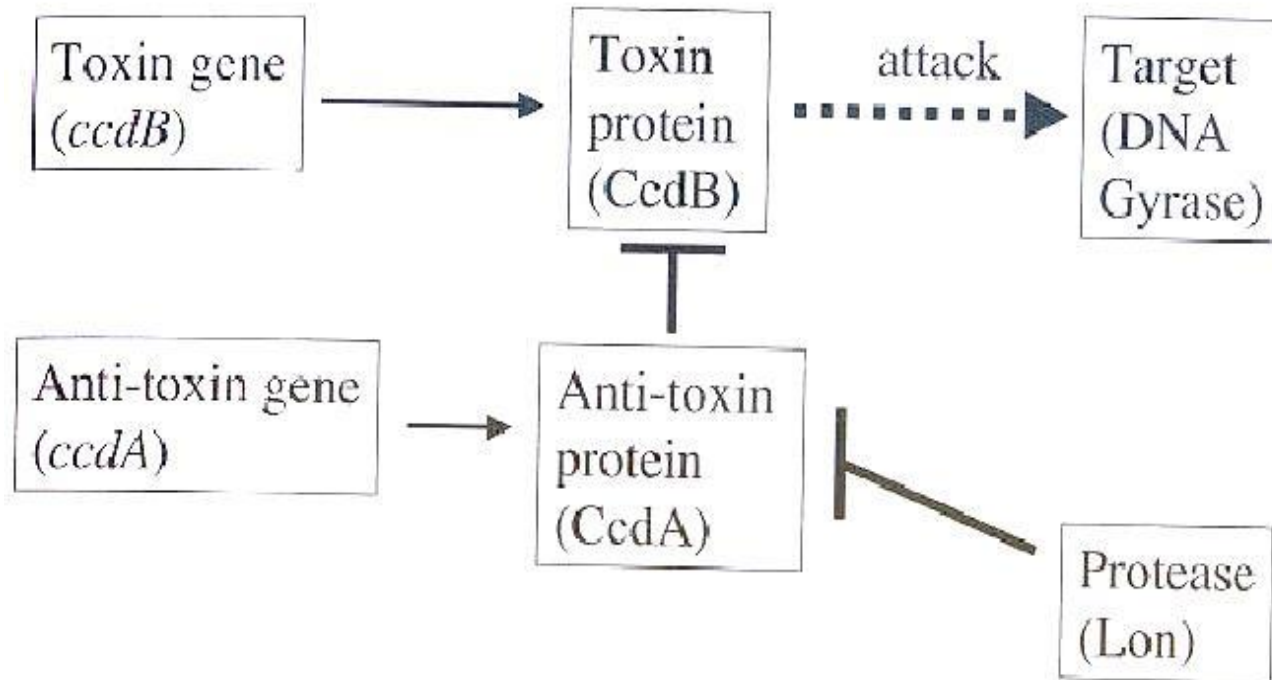 Toxin gene
(ccdB)
Toxin
protein
(CcdB)
attack
Target
(DNA
Gyrase)
Anti-toxin gene
(ccdA)
Anti-toxin
protein
(CcdA)
Protease
(Lon)